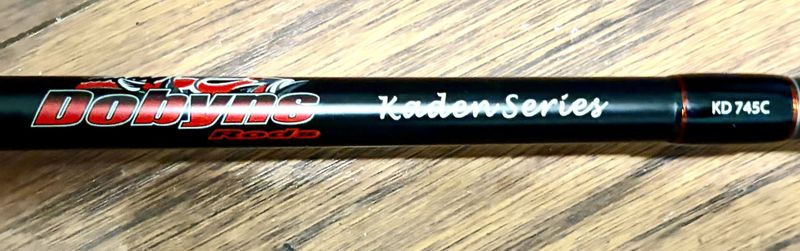 Dobyns
Rods
Kaden Series
KD 745C